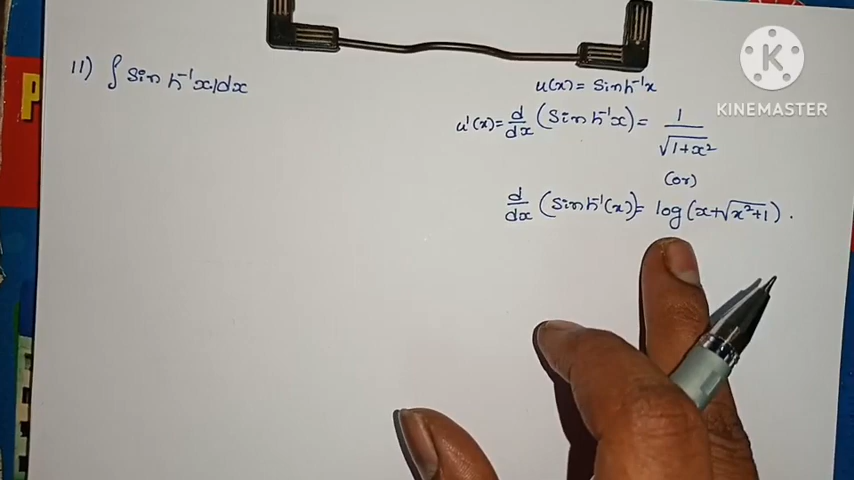 11) ∫ Sin h⁻¹x/dx
u(x) = Sinh⁻¹x
u'(x) = d/dx (Sin h⁻¹x) = 1/√(1+x²)
(or)
d/dx (Sin h⁻¹(x)) = log(x+√(x²+1)).
K
KINEMASTER
P